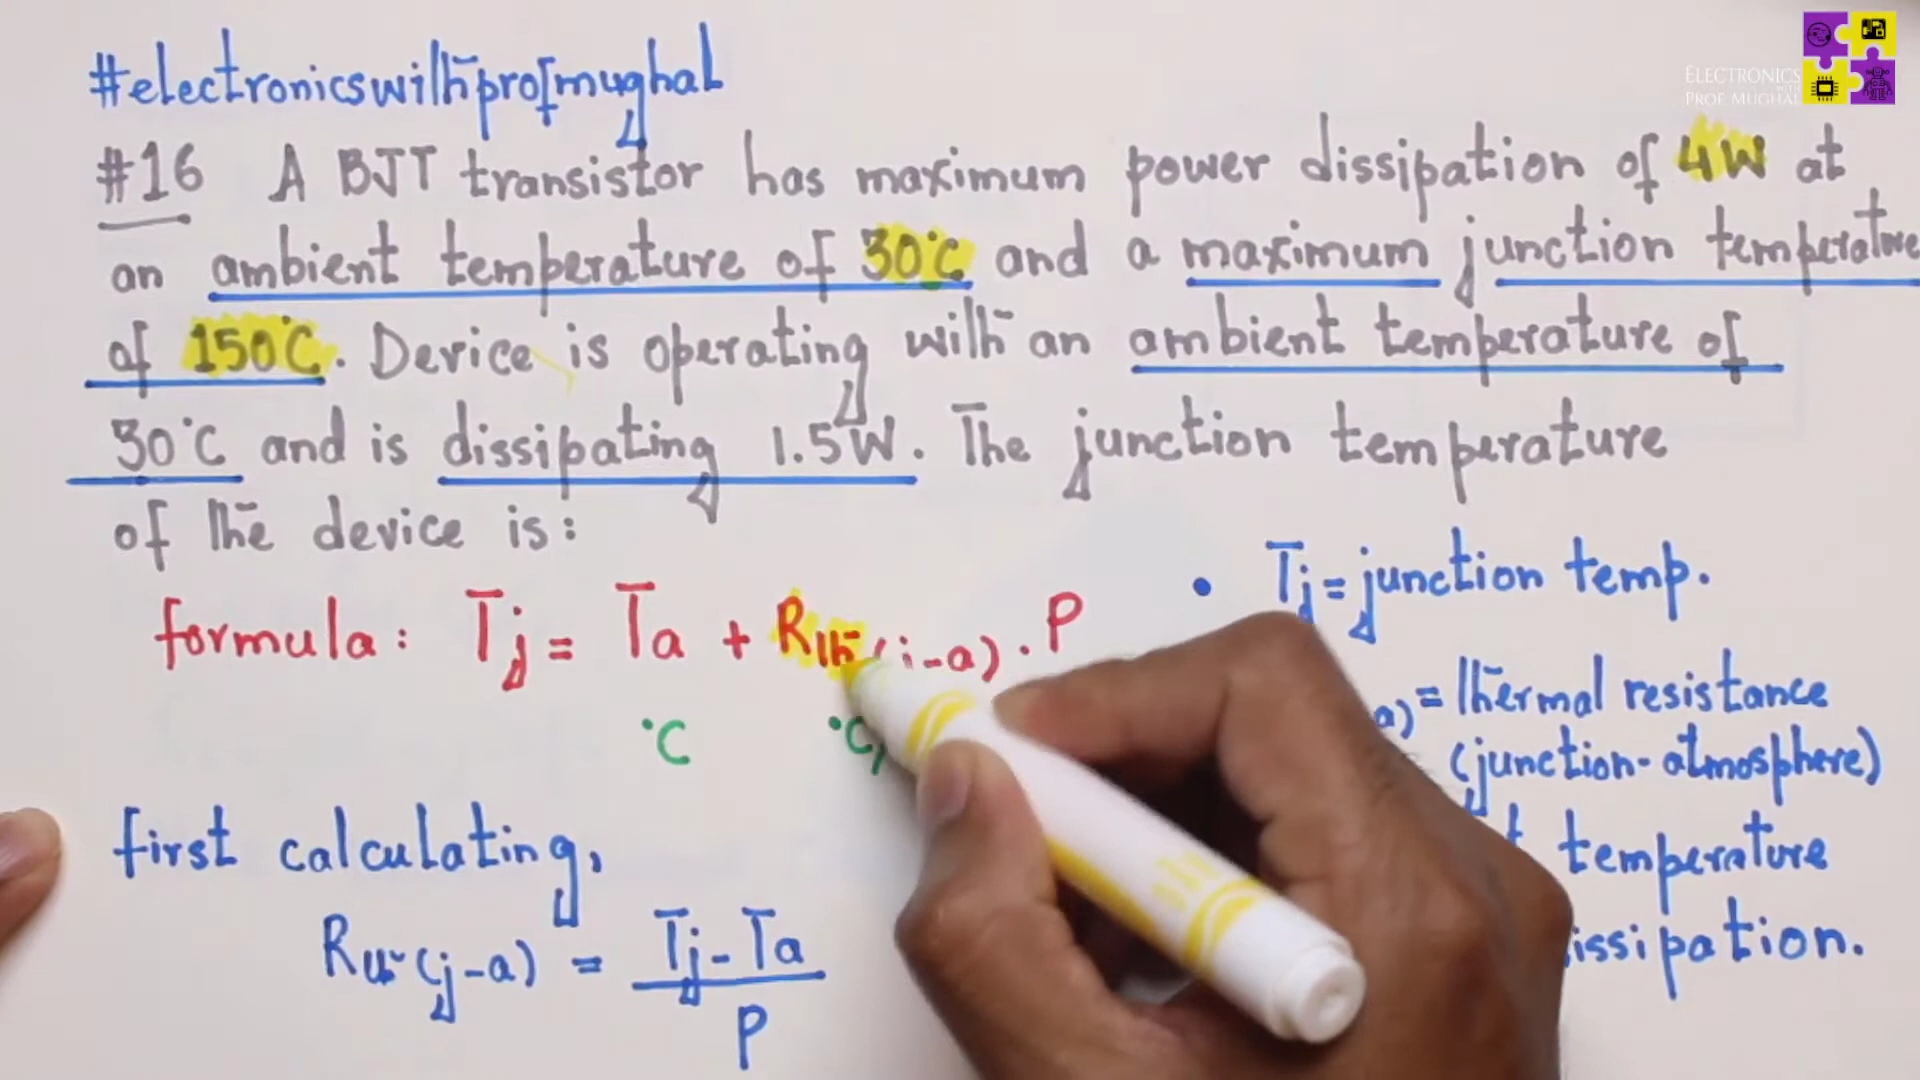 ELECTRONICS
WITH
PROF. MUGHAL
#electronicswithprofmughal
#16 A BJT transistor has maximum power dissipation of 4W at
an ambient temperature of 30°C and a maximum junction temperature
of 150°C. Device is operating with an ambient temperature of
30°C and is dissipating 1.5W. The junction temperature
of the device is:
formula: Tj = Ta + Rth(j-a) . P
°C °C/
• Tj = junction temp.
a) = thermal resistance
(junction-atmosphere)
temperature
issipation.
first calculating,
Rth(j-a) = Tj - Ta
P